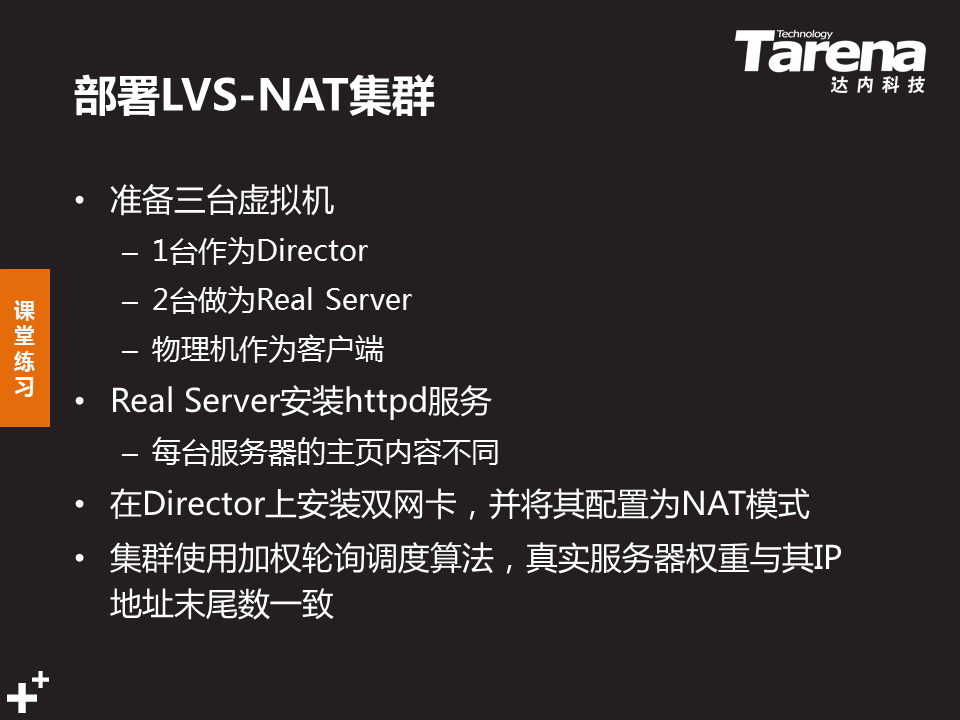 Technology
Tarena
达内科技
部署LVS-NAT集群
• 准备三台虚拟机
– 1台作为Director
– 2台做为Real Server
– 物理机作为客户端
课
堂
练
习
• Real Server安装httpd服务
– 每台服务器的主页内容不同
• 在Director上安装双网卡，并将其配置为NAT模式
• 集群使用加权轮询调度算法，真实服务器权重与其IP
地址末尾数一致